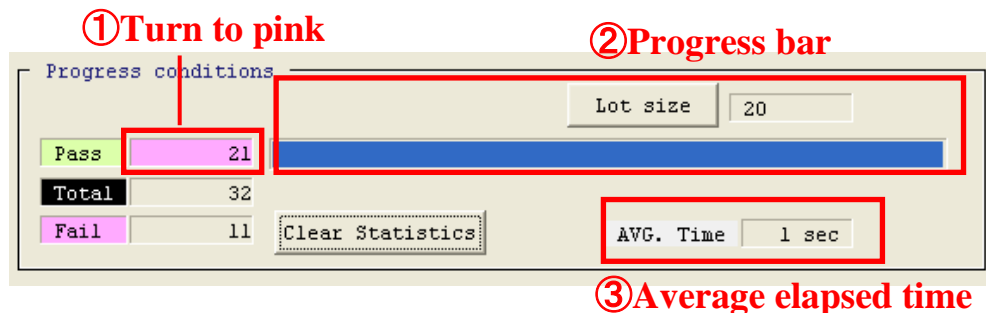 ①Turn to pink
②Progress bar
Progress conditions
Lot size 20
Pass 21
Total 32
Fail 11 Clear Statistics AVG. Time 1 sec
③Average elapsed time